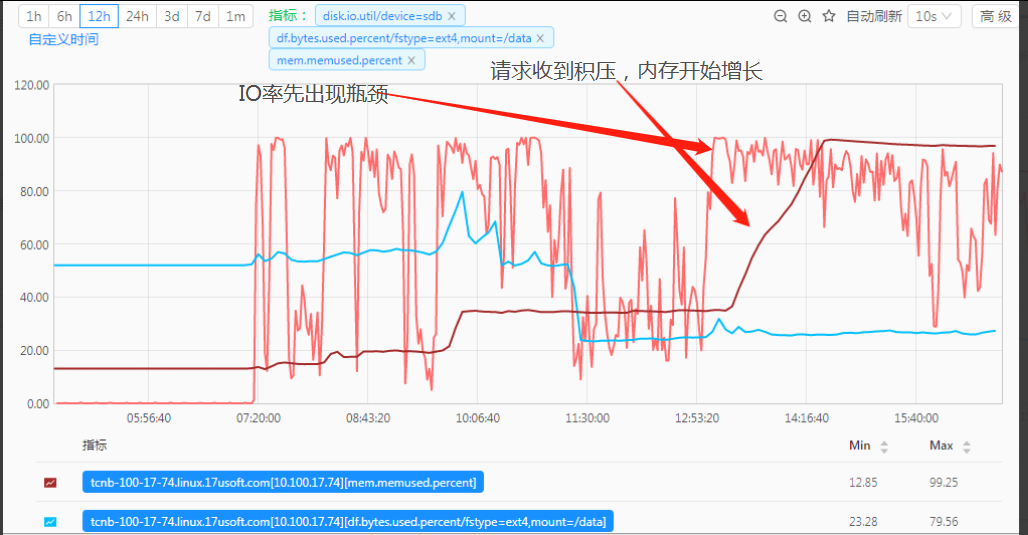 1h 6h 12h 24h 3d 7d 1m 指标： disk.io.util/device=sdb × 自动刷新 10s 高 级
自定义时间 df.bytes.used.percent/fstype=ext4,mount=/data ×
mem.memused.percent ×
请求收到积压，内存开始增长
IO率先出现瓶颈
120.00
100.00
80.00
60.00
40.00
20.00
0.00
05:56:40 07:20:00 08:43:20 10:06:40 11:30:00 12:53:20 14:16:40 15:40:00
指标 Min Max
tcnb-100-17-74.linux.17usoft.com[10.100.17.74][mem.memused.percent] 12.85 99.25
tcnb-100-17-74.linux.17usoft.com[10.100.17.74][df.bytes.used.percent/fstype=ext4,mount=/data] 23.28 79.56